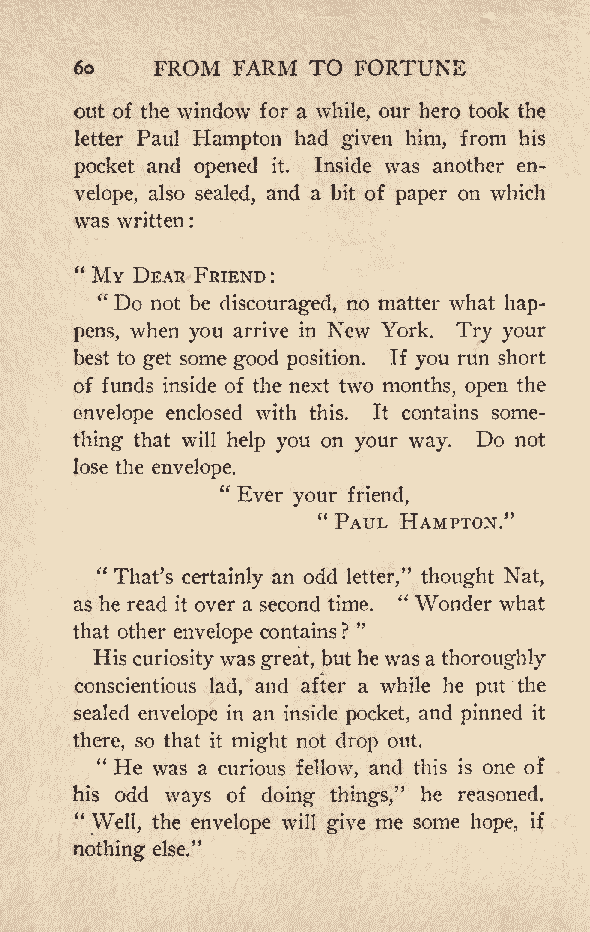 60 FROM FARM TO FORTUNE
out of the window for a while, our hero took the
letter Paul Hampton had given him, from his
pocket and opened it. Inside was another en-
velope, also sealed, and a bit of paper on which
was written:
“ My Dear Friend:
“ Do not be discouraged, no matter what hap-
pens, when you arrive in New York. Try your
best to get some good position. If you run short
of funds inside of the next two months, open the
envelope enclosed with this. It contains some-
thing that will help you on your way. Do not
lose the envelope.
“ Ever your friend,
“ Paul Hampton.”
“ That’s certainly an odd letter,” thought Nat,
as he read it over a second time. “ Wonder what
that other envelope contains? ”
His curiosity was great, but he was a thoroughly
conscientious lad, and after a while he put the
sealed envelope in an inside pocket, and pinned it
there, so that it might not drop out.
“ He was a curious fellow, and this is one of
his odd ways of doing things,” he reasoned.
“ Well, the envelope will give me some hope, if
nothing else.”